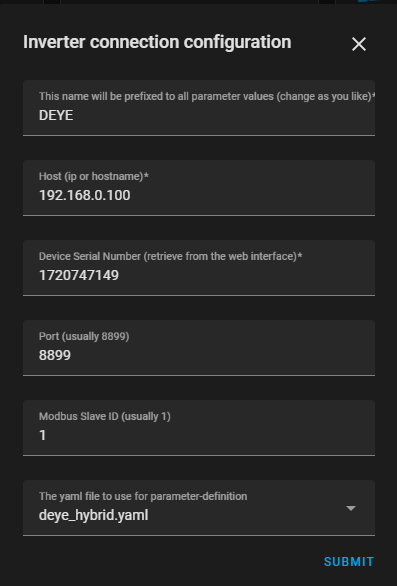 Inverter connection configuration
This name will be prefixed to all parameter values (change as you like)*
DEYE
Host (ip or hostname)*
192.168.0.100
Device Serial Number (retrieve from the web interface)*
1720747149
Port (usually 8899)
8899
Modbus Slave ID (usually 1)
1
The yaml file to use for parameter-definition
deye_hybrid.yaml
SUBMIT